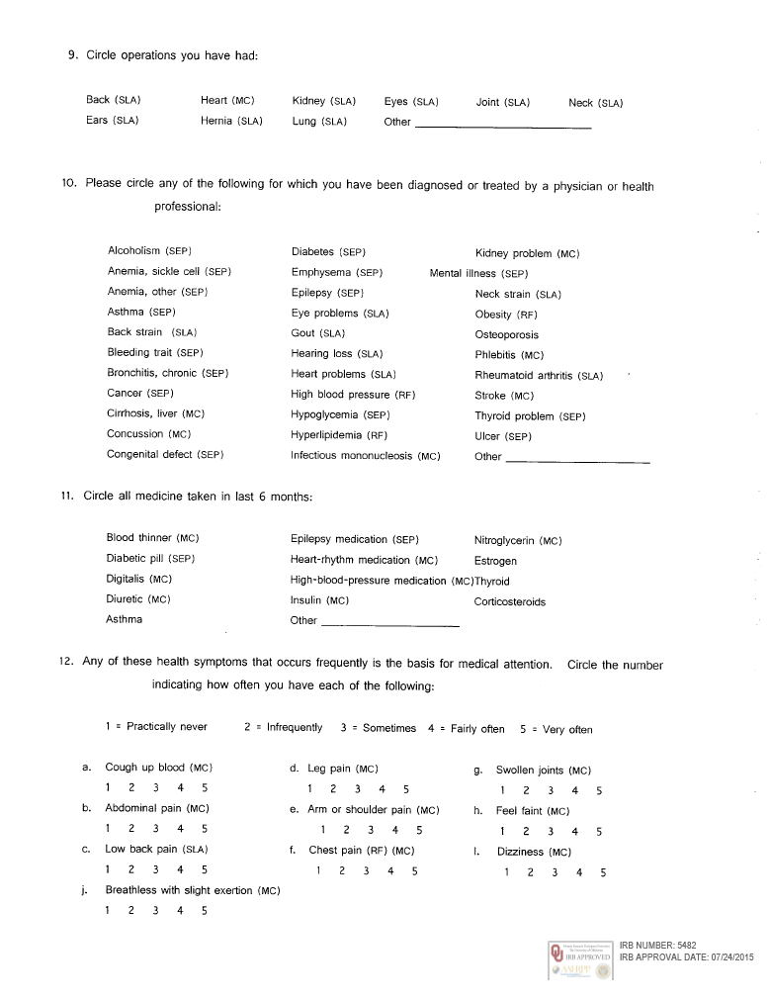 9. Circle operations you have had:
Back (SLA) Heart (MC) Kidney (SLA) Eyes (SLA) Joint (SLA) Neck (SLA)
Ears (SLA) Hernia (SLA) Lung (SLA) Other
10. Please circle any of the following for which you have been diagnosed or treated by a physician or health
professional:
Alcoholism (SEP) Diabetes (SEP) Kidney problem (MC)
Anemia, sickle cell (SEP) Emphysema (SEP) Mental illness (SEP)
Anemia, other (SEP) Epilepsy (SEP) Neck strain (SLA)
Asthma (SEP) Eye problems (SLA) Obesity (RF)
Back strain (SLA) Gout (SLA) Osteoporosis
Bleeding trait (SEP) Hearing loss (SLA) Phlebitis (MC)
Bronchitis, chronic (SEP) Heart problems (SLA) Rheumatoid arthritis (SLA)
Cancer (SEP) High blood pressure (RF) Stroke (MC)
Cirrhosis, liver (MC) Hypoglycemia (SEP) Thyroid problem (SEP)
Concussion (MC) Hyperlipidemia (RF) Ulcer (SEP)
Congenital defect (SEP) Infectious mononucleosis (MC) Other
11. Circle all medicine taken in last 6 months:
Blood thinner (MC) Epilepsy medication (SEP) Nitroglycerin (MC)
Diabetic pill (SEP) Heart-rhythm medication (MC) Estrogen
Digitalis (MC) High-blood-pressure medication (MC)Thyroid
Diuretic (MC) Insulin (MC) Corticosteroids
Asthma Other
12. Any of these health symptoms that occurs frequently is the basis for medical attention. Circle the number
indicating how often you have each of the following:
1 = Practically never 2 = Infrequently 3 = Sometimes 4 = Fairly often 5 = Very often
a. Cough up blood (MC) d. Leg pain (MC) g. Swollen joints (MC)
1 2 3 4 5 1 2 3 4 5 1 2 3 4 5
b. Abdominal pain (MC) e. Arm or shoulder pain (MC) h. Feel faint (MC)
1 2 3 4 5 1 2 3 4 5 1 2 3 4 5
c. Low back pain (SLA) f. Chest pain (RF) (MC) I. Dizziness (MC)
1 2 3 4 5 1 2 3 4 5 1 2 3 4 5
j. Breathless with slight exertion (MC)
1 2 3 4 5
IRB APPROVED
AAHRPP
IRB NUMBER: 5482
IRB APPROVAL DATE: 07/24/2015